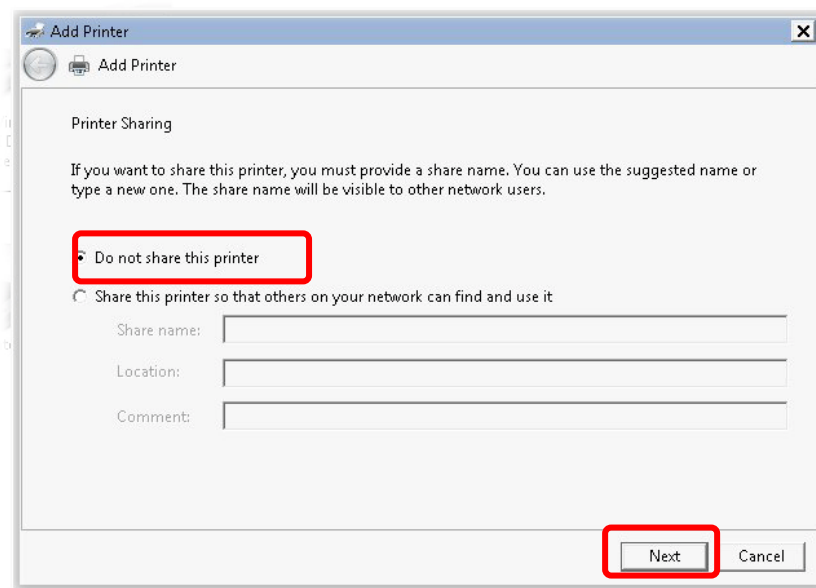 Add Printer
Add Printer
Printer Sharing
If you want to share this printer, you must provide a share name. You can use the suggested name or
type a new one. The share name will be visible to other network users.
Do not share this printer
Share this printer so that others on your network can find and use it
Share name:
Location:
Comment:
Next Cancel